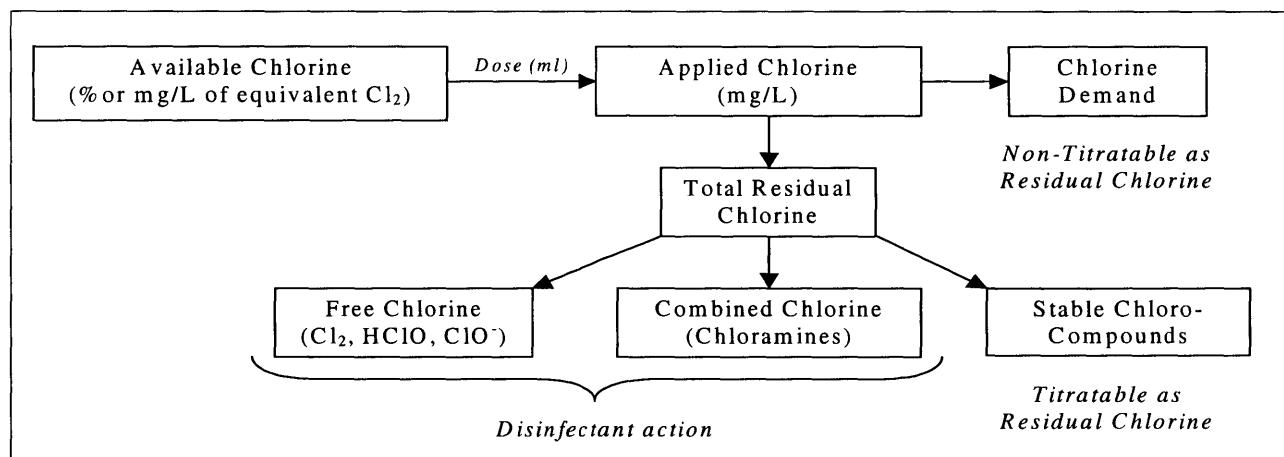 Available Chlorine
(% or mg/L of equivalent Cl₂)
Dose (ml)
Applied Chlorine
(mg/L)
Chlorine
Demand
Non-Titratable as
Residual Chlorine
Total Residual
Chlorine
Free Chlorine
(Cl₂, HClO, ClO⁻)
Combined Chlorine
(Chloramines)
Stable Chloro-
Compounds
Disinfectant action
Titratable as
Residual Chlorine